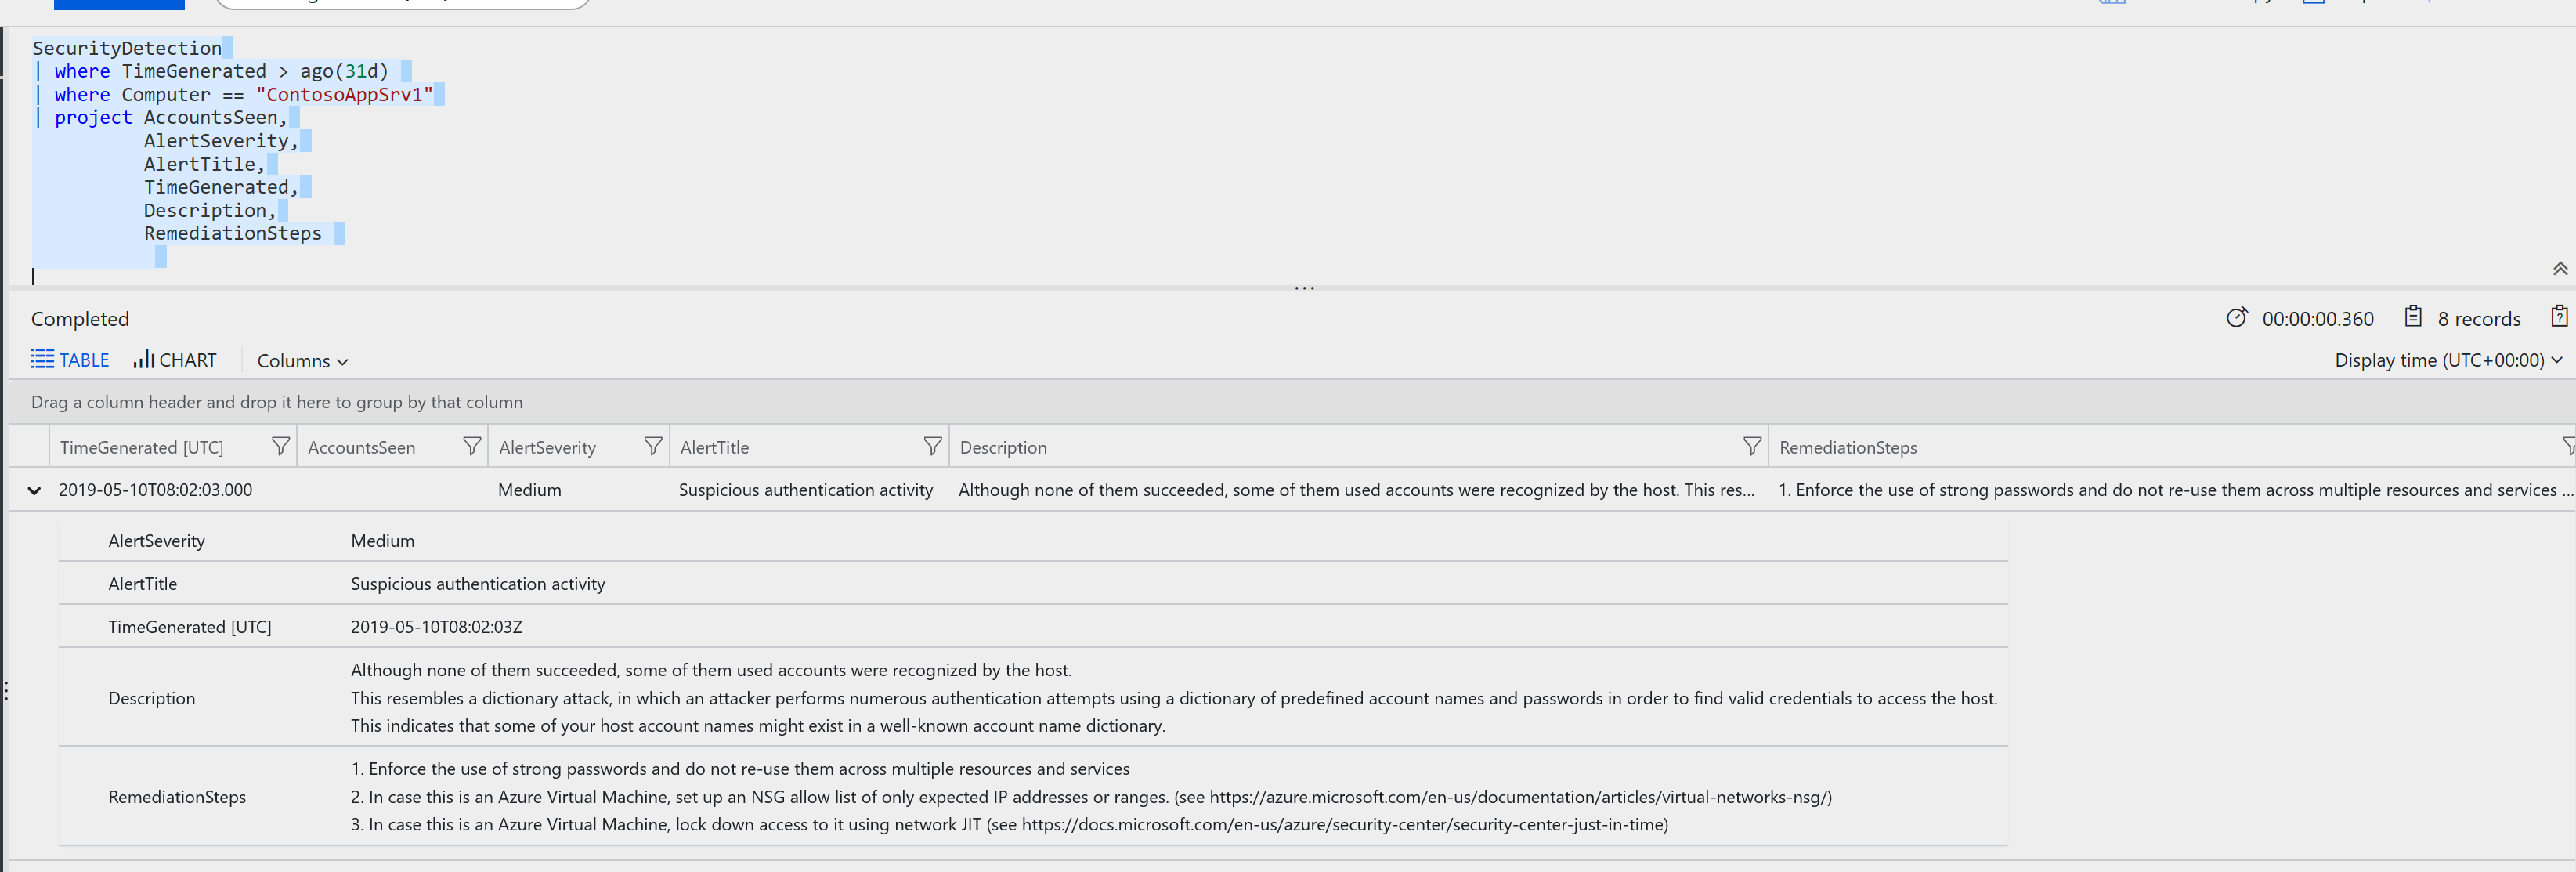 SecurityDetection
| where TimeGenerated > ago(31d)
| where Computer == "ContosoAppSrv1"
| project AccountsSeen,
AlertSeverity,
AlertTitle,
TimeGenerated,
Description,
RemediationSteps
...
Completed
00:00:00.360
8 records
TABLE
CHART
Columns
Display time (UTC+00:00)
Drag a column header and drop it here to group by that column
TimeGenerated [UTC] AccountsSeen AlertSeverity AlertTitle Description RemediationSteps
2019-05-10T08:02:03.000 Medium Suspicious authentication activity Although none of them succeeded, some of them used accounts were recognized by the host. This res... 1. Enforce the use of strong passwords and do not re-use them across multiple resources and services ...
AlertSeverity Medium
AlertTitle Suspicious authentication activity
TimeGenerated [UTC] 2019-05-10T08:02:03Z
Description
Although none of them succeeded, some of them used accounts were recognized by the host.
This resembles a dictionary attack, in which an attacker performs numerous authentication attempts using a dictionary of predefined account names and passwords in order to find valid credentials to access the host.
This indicates that some of your host account names might exist in a well-known account name dictionary.
RemediationSteps
1. Enforce the use of strong passwords and do not re-use them across multiple resources and services
2. In case this is an Azure Virtual Machine, set up an NSG allow list of only expected IP addresses or ranges. (see https://azure.microsoft.com/en-us/documentation/articles/virtual-networks-nsg/)
3. In case this is an Azure Virtual Machine, lock down access to it using network JIT (see https://docs.microsoft.com/en-us/azure/security-center/security-center-just-in-time)